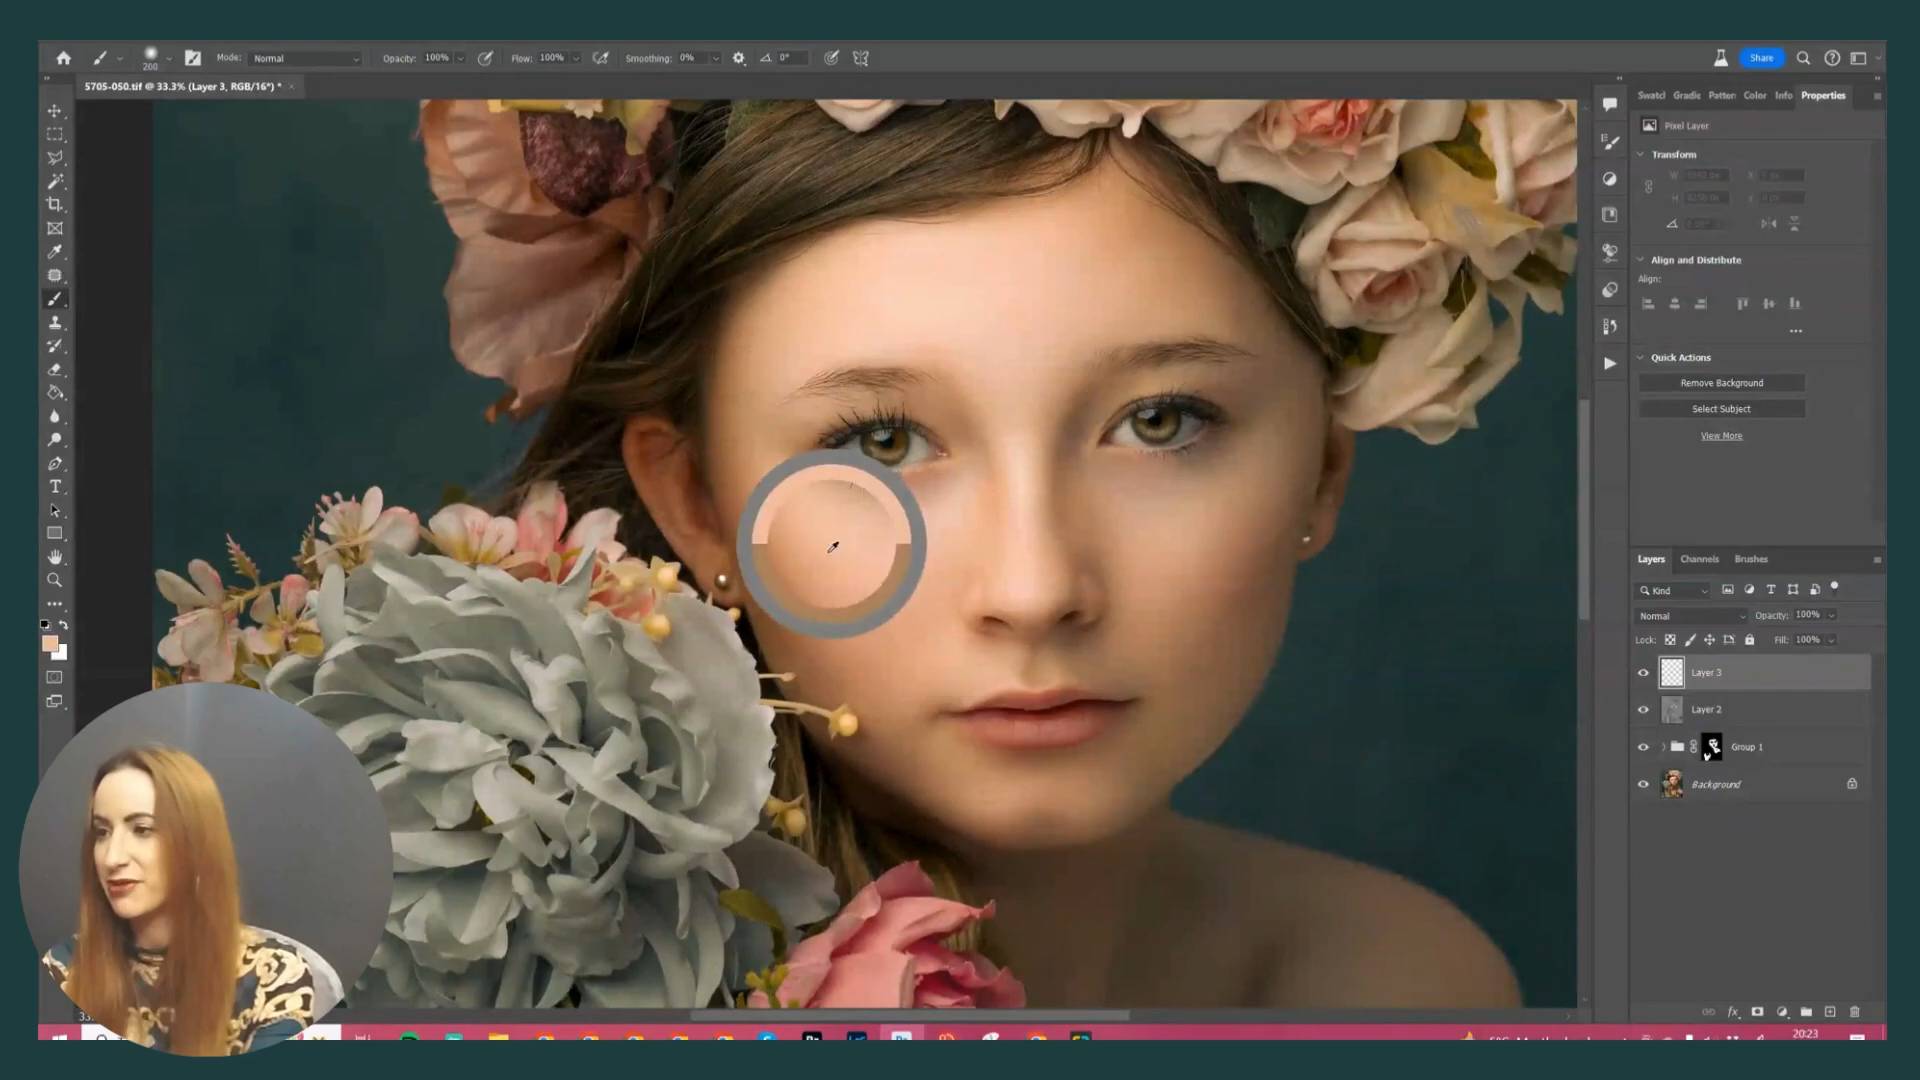 200
Mode: Normal
Opacity: 100%
Flow: 100%
Smoothing: 0%
0°
Share
5705-050.tif @ 33.3% (Layer 3, RGB/16*) *
Swatcl Gradie Patter Color Info Properties
Pixel Layer
Transform
W
X
H
Y
Align and Distribute
Align:
Quick Actions
Remove Background
Select Subject
View More
Layers Channels Brushes
Kind
Normal Opacity: 100%
Lock: Fill: 100%
Layer 3
Layer 2
Group 1
Background
fx
20:23